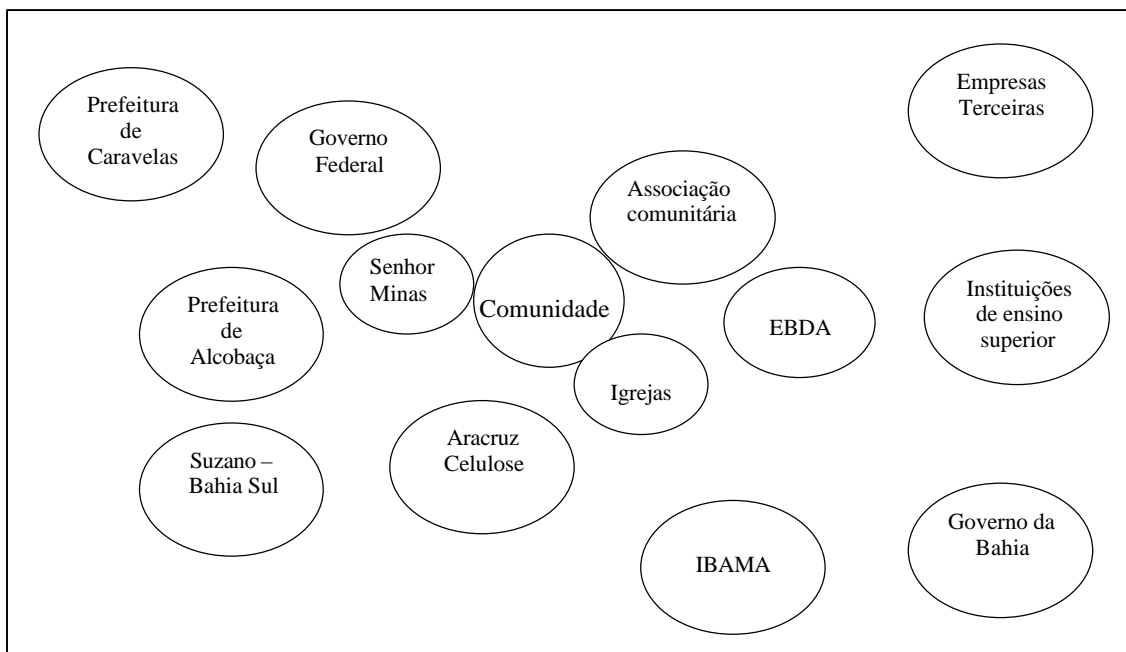 Prefeitura
de
Caravelas
Governo
Federal
Empresas
Terceiras
Associação
comunitária
Senhor
Minas
Comunidade
Prefeitura
de
Alcobaça
EBDA
Instituições
de ensino
superior
Igrejas
Suzano –
Bahia Sul
Aracruz
Celulose
IBAMA
Governo da
Bahia